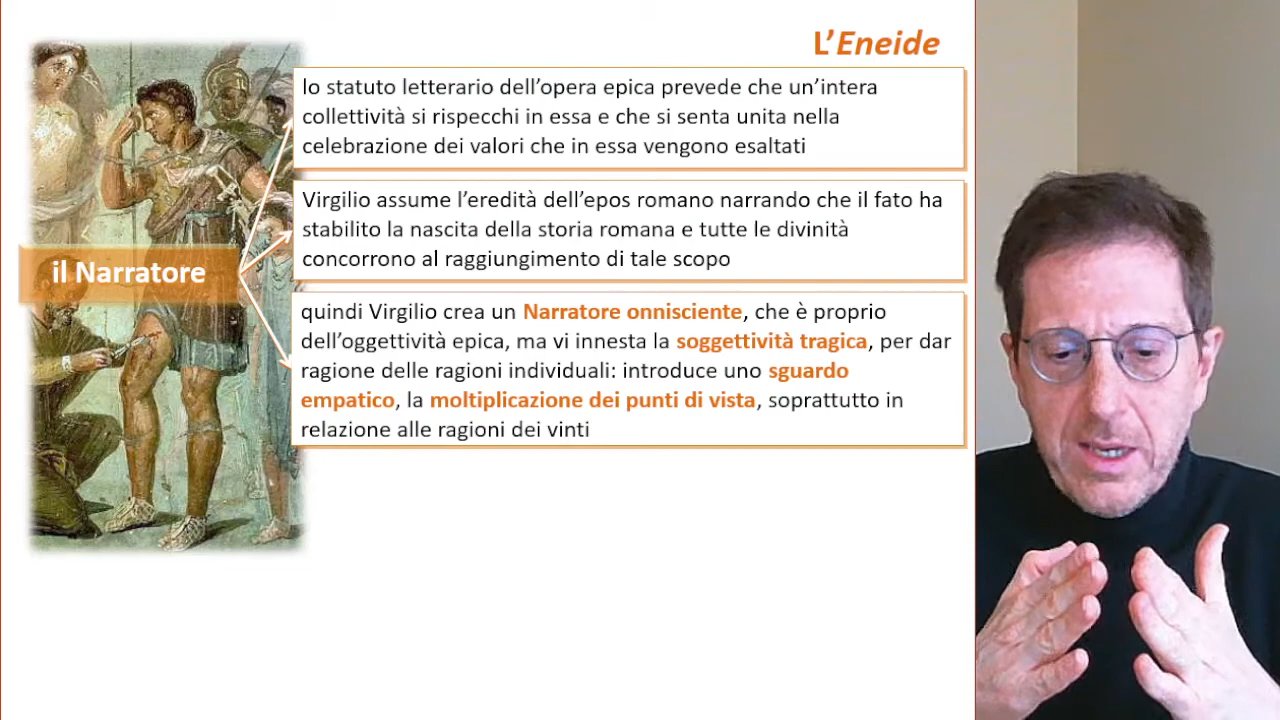 L'Eneide
lo statuto letterario dell'opera epica prevede che un'intera
collettività si rispecchi in essa e che si senta unita nella
celebrazione dei valori che in essa vengono esaltati
Virgilio assume l'eredità dell'epos romano narrando che il fato ha
stabilito la nascita della storia romana e tutte le divinità
concorrono al raggiungimento di tale scopo
il Narratore
quindi Virgilio crea un Narratore onnisciente, che è proprio
dell'oggettività epica, ma vi innesta la soggettività tragica, per dar
ragione delle ragioni individuali: introduce uno sguardo
empatico, la moltiplicazione dei punti di vista, soprattutto in
relazione alle ragioni dei vinti